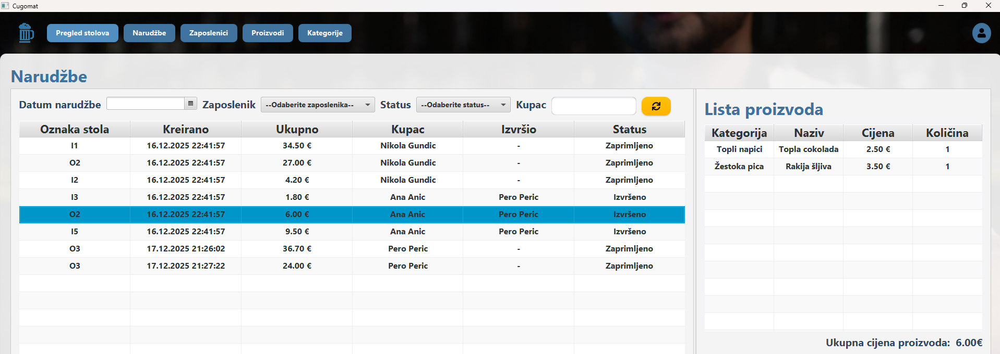 Cugomat
Pregled stolova Narudžbe Zaposlenici Proizvodi Kategorije
Narudžbe
Datum narudžbe Zaposlenik --Odaberite zaposlenika-- Status --Odaberite status-- Kupac
Oznaka stola Kreirano Ukupno Kupac Izvršio Status
I1 16.12.2025 22:41:57 34.50 € Nikola Gundic - Zaprimljeno
O2 16.12.2025 22:41:57 27.00 € Nikola Gundic - Zaprimljeno
I2 16.12.2025 22:41:57 4.20 € Nikola Gundic - Zaprimljeno
I3 16.12.2025 22:41:57 1.80 € Ana Anic Pero Peric Izvršeno
O2 16.12.2025 22:41:57 6.00 € Ana Anic Pero Peric Izvršeno
I5 16.12.2025 22:41:57 9.50 € Ana Anic Pero Peric Izvršeno
O3 17.12.2025 21:26:02 36.70 € Pero Peric - Zaprimljeno
O3 17.12.2025 21:27:22 24.00 € Pero Peric - Zaprimljeno
Lista proizvoda
Kategorija Naziv Cijena Količina
Topli napici Topla cokolada 2.50 € 1
Žestoka pica Rakija šljiva 3.50 € 1
Ukupna cijena proizvoda: 6.00€